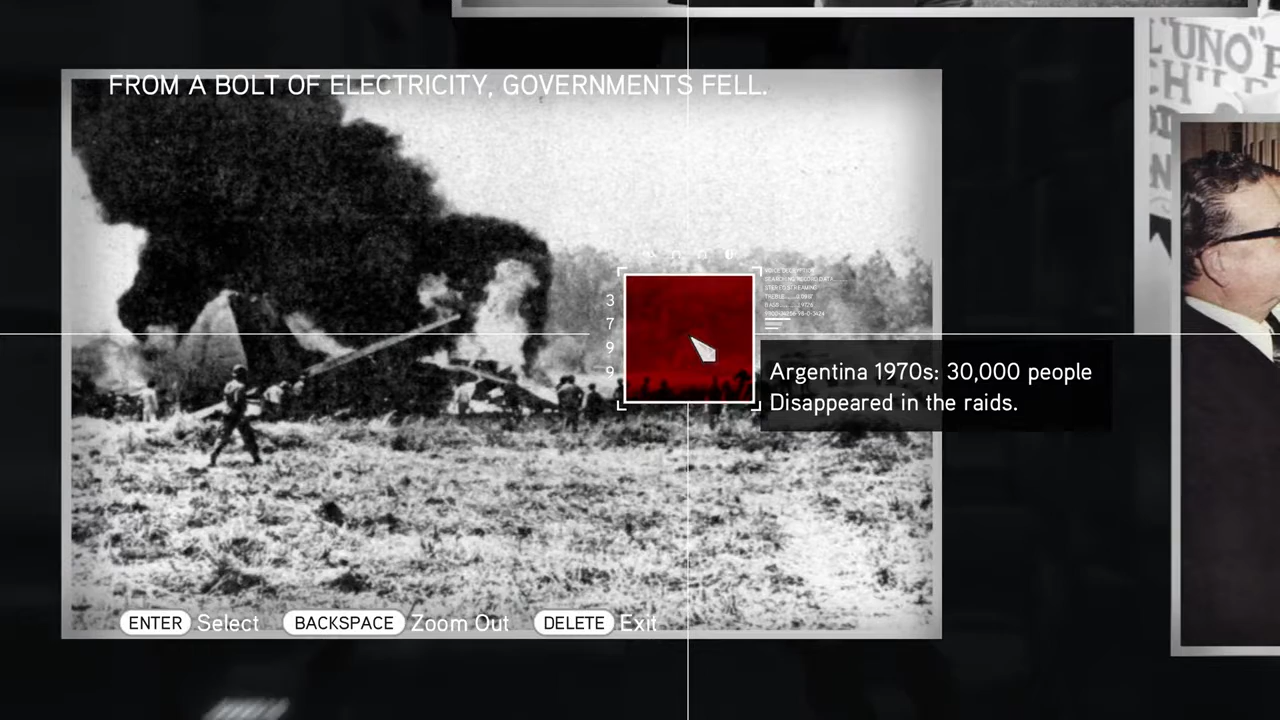 FROM A BOLT OF ELECTRICITY, GOVERNMENTS FELL.
"UNO"
3
7
9
9
Argentina 1970s: 30,000 people
Disappeared in the raids.
ENTER Select BACKSPACE Zoom Out DELETE Exit